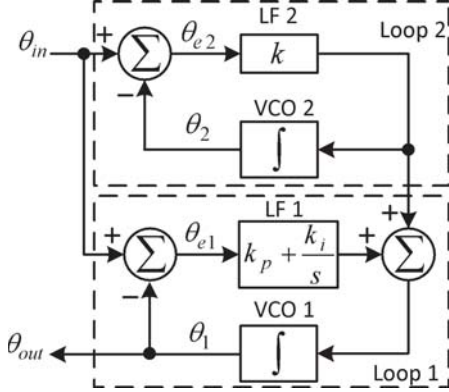 LF 2
Loop 2
θin
+
Σ
θe2
k
−
VCO 2
θ2
∫
LF 1
+
Σ
θe1
kp + ki/s
+
+
Σ
−
VCO 1
θout
θ1
∫
Loop 1